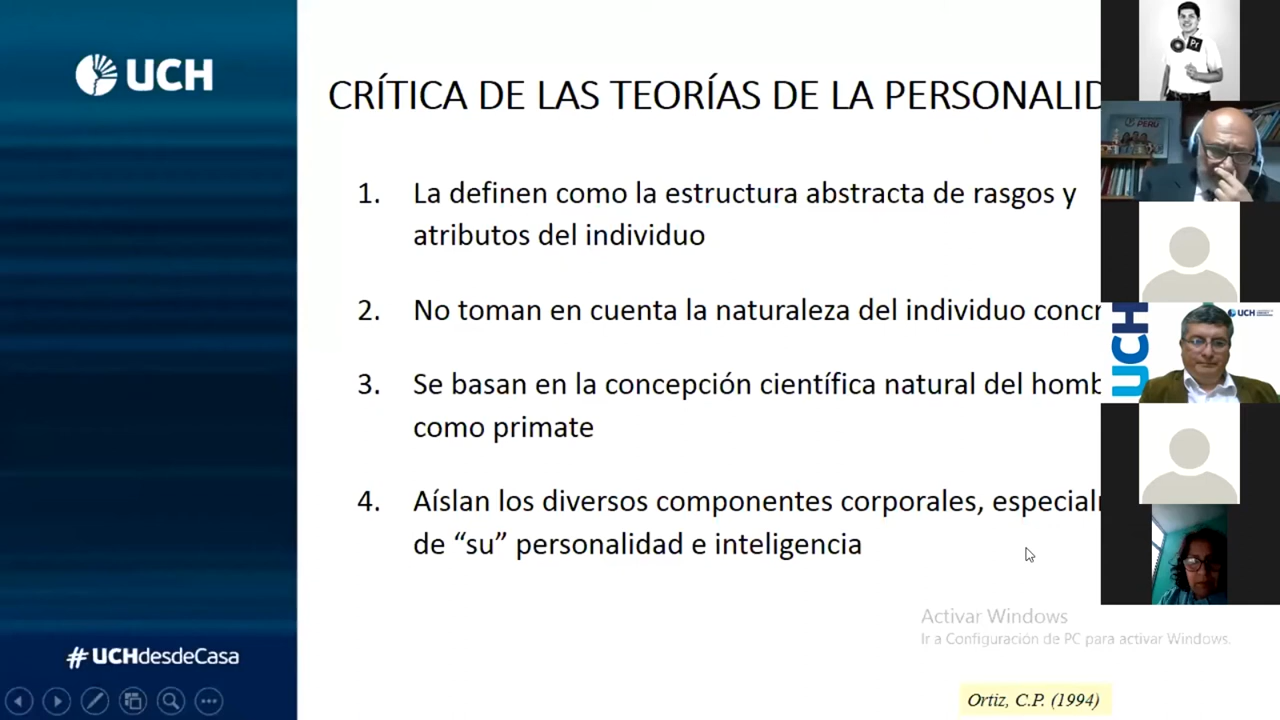 UCH
CRÍTICA DE LAS TEORÍAS DE LA PERSONALID
1. La definen como la estructura abstracta de rasgos y
atributos del individuo
2. No toman en cuenta la naturaleza del individuo concr
3. Se basan en la concepción científica natural del homb
como primate
4. Aíslan los diversos componentes corporales, especial
de “su” personalidad e inteligencia
#UCHdesdeCasa
Activar Windows
Ir a Configuración de PC para activar Windows.
Ortiz, C.P. (1994)
Pr
PERÚ
UCH
UCH